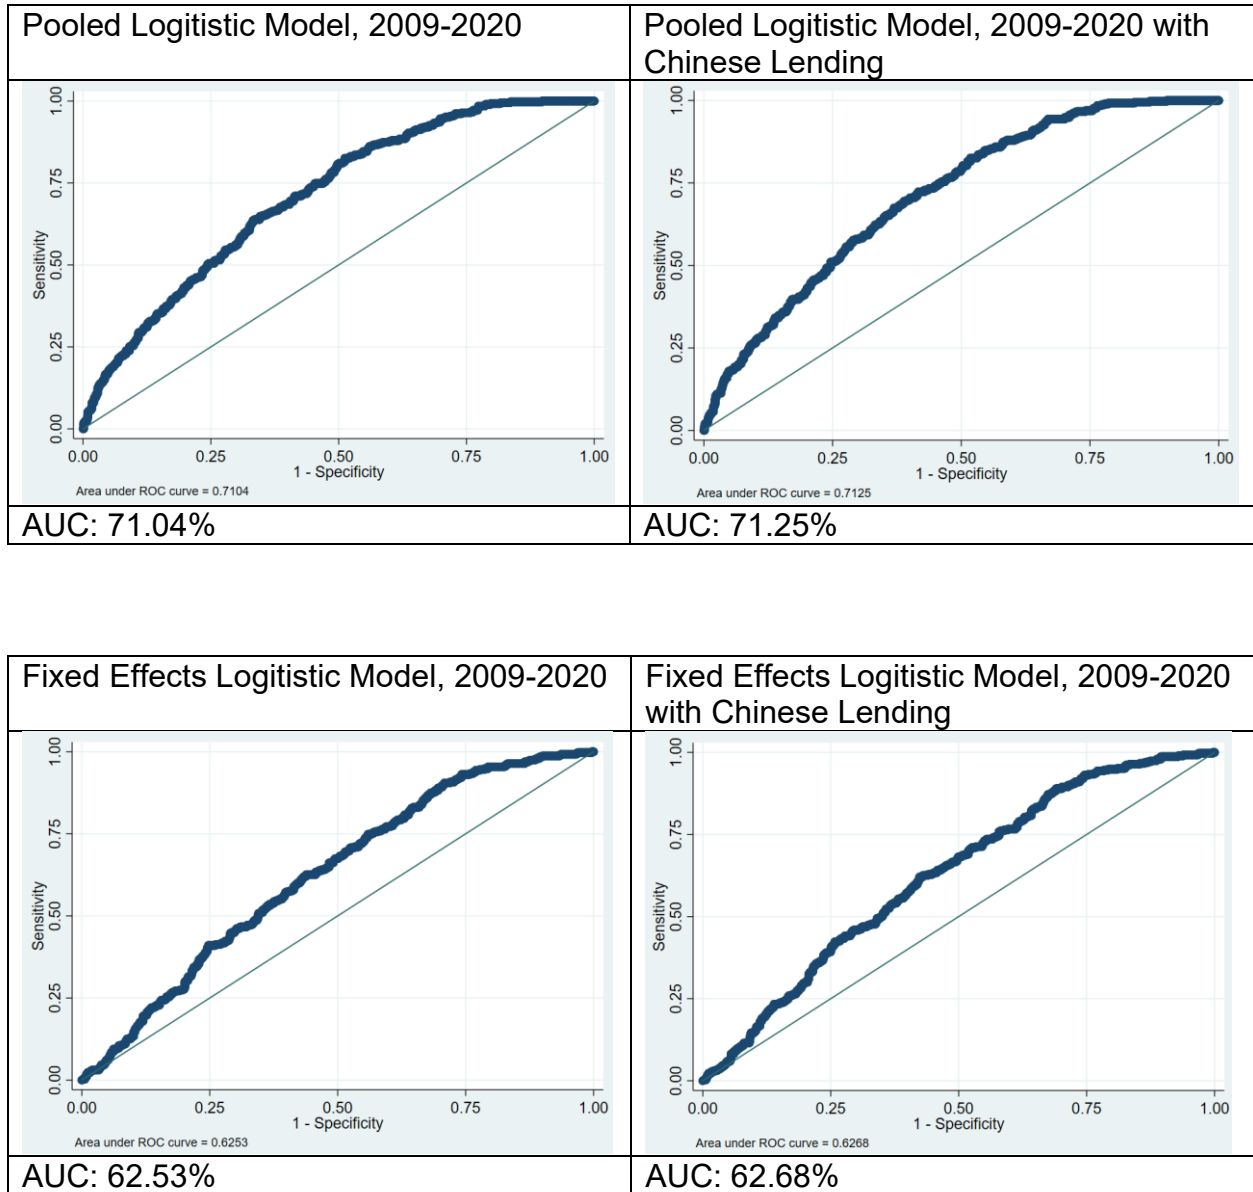 Pooled Logitistic Model, 2009-2020
Pooled Logitistic Model, 2009-2020 with
Chinese Lending
Sensitivity
0.00
0.25
0.50
0.75
1.00
0.00 0.25 0.50 0.75 1.00
1 - Specificity
Area under ROC curve = 0.7104
Sensitivity
0.00
0.25
0.50
0.75
1.00
0.00 0.25 0.50 0.75 1.00
1 - Specificity
Area under ROC curve = 0.7125
AUC: 71.04%
AUC: 71.25%
Fixed Effects Logitistic Model, 2009-2020
Fixed Effects Logitistic Model, 2009-2020
with Chinese Lending
Sensitivity
0.00
0.25
0.50
0.75
1.00
0.00 0.25 0.50 0.75 1.00
1 - Specificity
Area under ROC curve = 0.6253
Sensitivity
0.00
0.25
0.50
0.75
1.00
0.00 0.25 0.50 0.75 1.00
1 - Specificity
Area under ROC curve = 0.6268
AUC: 62.53%
AUC: 62.68%